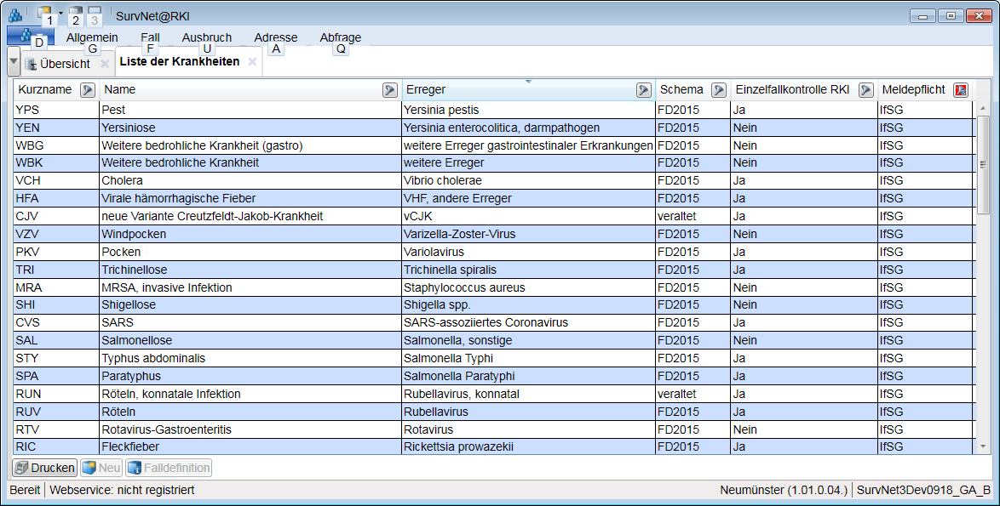 1 2 3 SurvNet@RKI
D Allgemein Fall Ausbruch Adresse Abfrage
G F U A Q
Übersicht Liste der Krankheiten
Kurzname Name Erreger Schema Einzelfallkontrolle RKI Meldepflicht
YPS Pest Yersinia pestis FD2015 Ja IfSG
YEN Yersiniose Yersinia enterocolitica, darmpathogen FD2015 Nein IfSG
WBG Weitere bedrohliche Krankheit (gastro) weitere Erreger gastrointestinaler Erkrankungen FD2015 Nein IfSG
WBK Weitere bedrohliche Krankheit weitere Erreger FD2015 Nein IfSG
VCH Cholera Vibrio cholerae FD2015 Ja IfSG
HFA Virale hämorrhagische Fieber VHF, andere Erreger FD2015 Ja IfSG
CJV neue Variante Creutzfeldt-Jakob-Krankheit vCJK veraltet Ja IfSG
VZV Windpocken Varizella-Zoster-Virus FD2015 Nein IfSG
PKV Pocken Variolavirus FD2015 Ja IfSG
TRI Trichinellose Trichinella spiralis FD2015 Ja IfSG
MRA MRSA, invasive Infektion Staphylococcus aureus FD2015 Nein IfSG
SHI Shigellose Shigella spp. FD2015 Nein IfSG
CVS SARS SARS-assoziiertes Coronavirus FD2015 Ja IfSG
SAL Salmonellose Salmonella, sonstige FD2015 Nein IfSG
STY Typhus abdominalis Salmonella Typhi FD2015 Ja IfSG
SPA Paratyphus Salmonella Paratyphi FD2015 Ja IfSG
RUN Röteln, konnatale Infektion Rubellavirus, konnatal veraltet Ja IfSG
RUV Röteln Rubellavirus FD2015 Ja IfSG
RTV Rotavirus-Gastroenteritis Rotavirus FD2015 Nein IfSG
RIC Fleckfieber Rickettsia prowazekii FD2015 Ja IfSG
Drucken Neu Falldefinition
Bereit Webservice: nicht registriert Neumünster (1.01.0.04.) SurvNet3Dev0918_GA_B